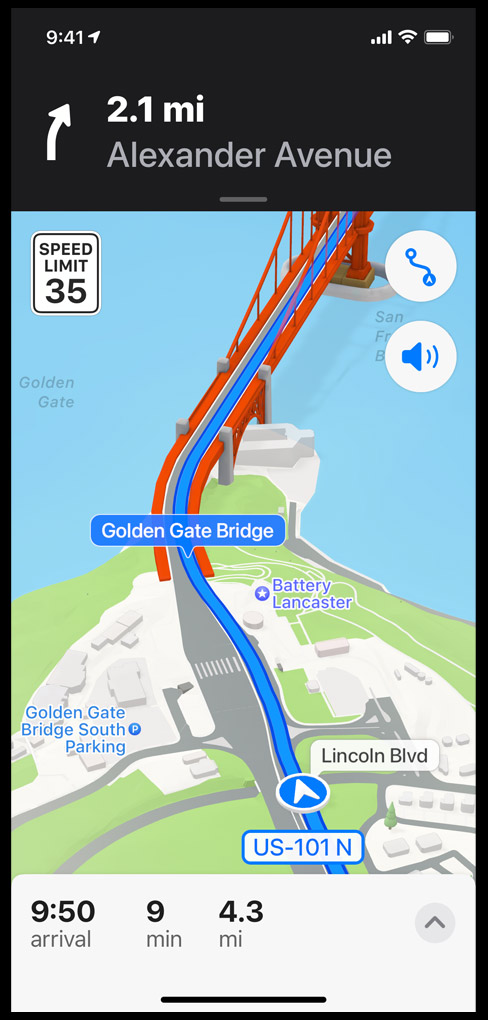 9:41
2.1 mi
Alexander Avenue
SPEED
LIMIT
35
San
Golden
Gate
Golden Gate Bridge
Battery
Lancaster
Golden Gate
Bridge South
Parking
P
Lincoln Blvd
US-101 N
9:50
arrival
9
min
4.3
mi